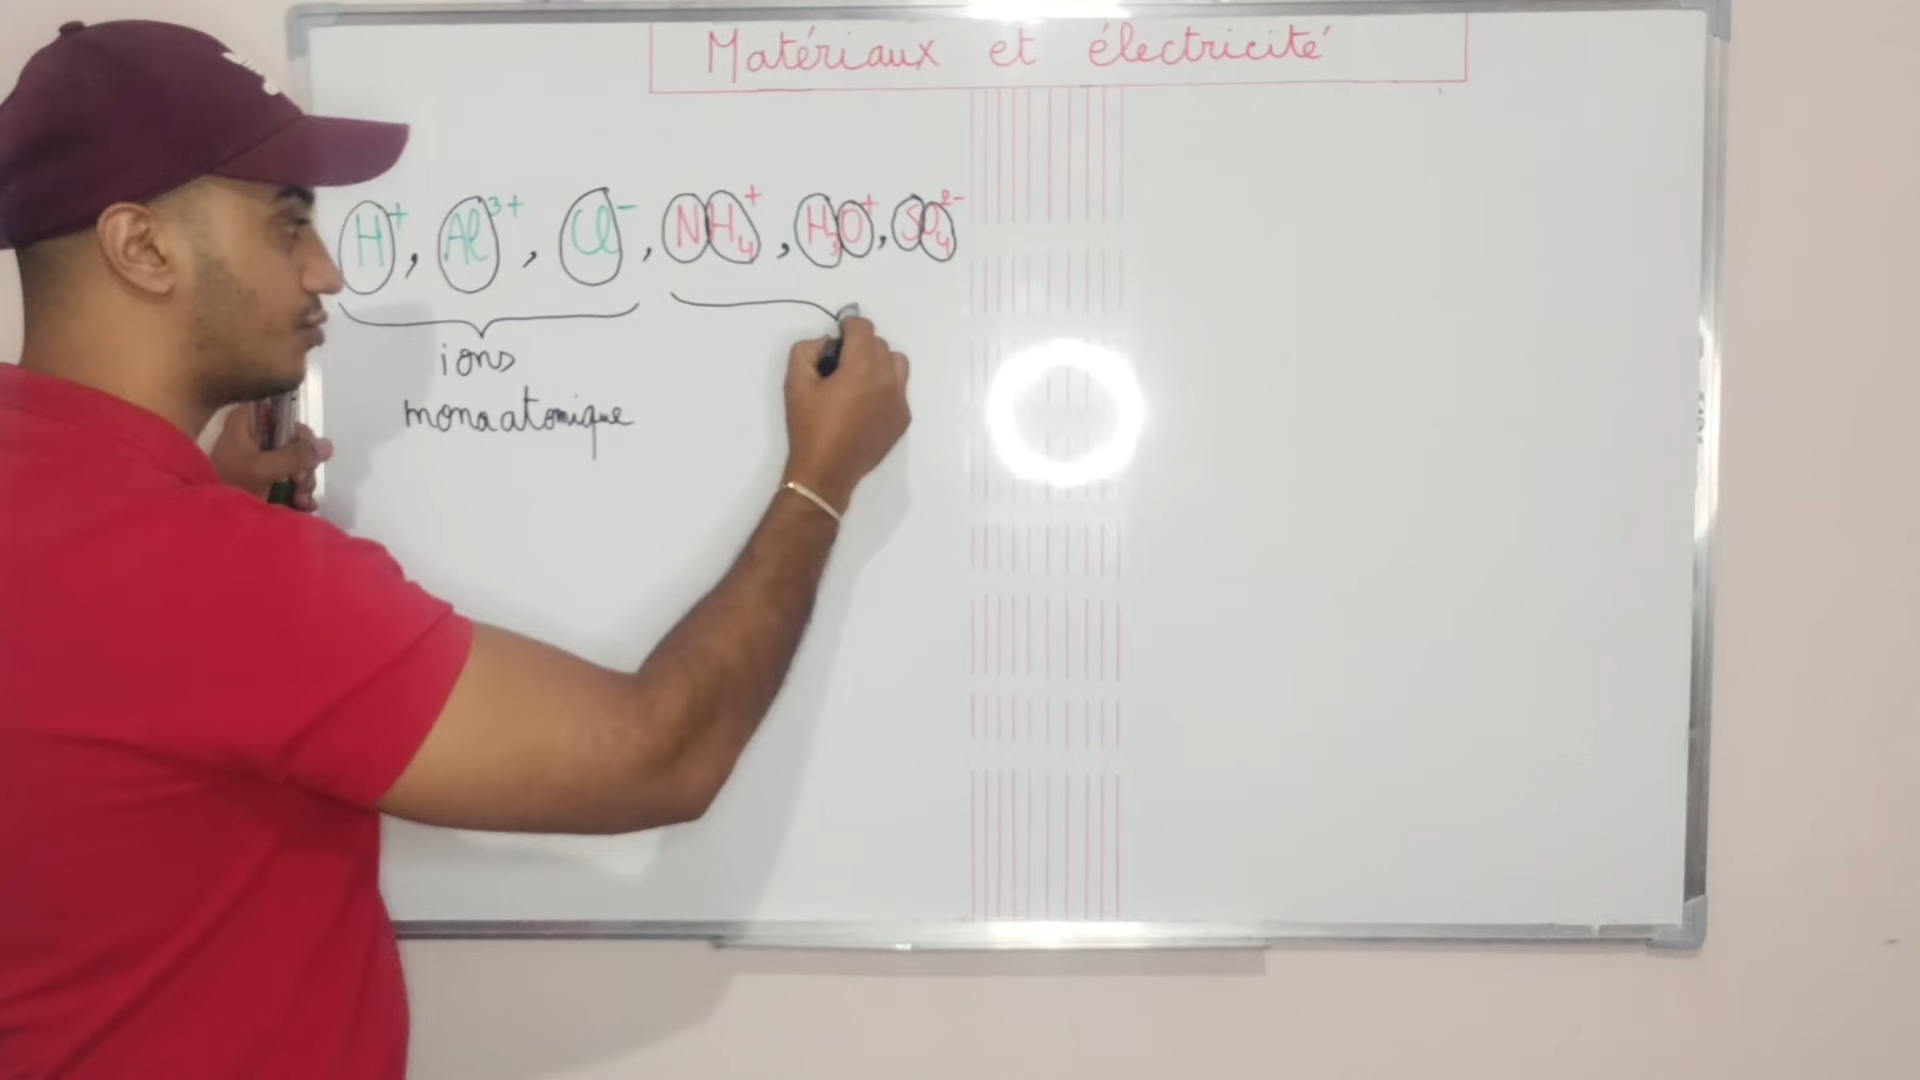 Matériaux et électricité
H⁺, Al³⁺, Cl⁻, NH₄⁺, H₃O⁺, SO₄²⁻
ions
monoatomique